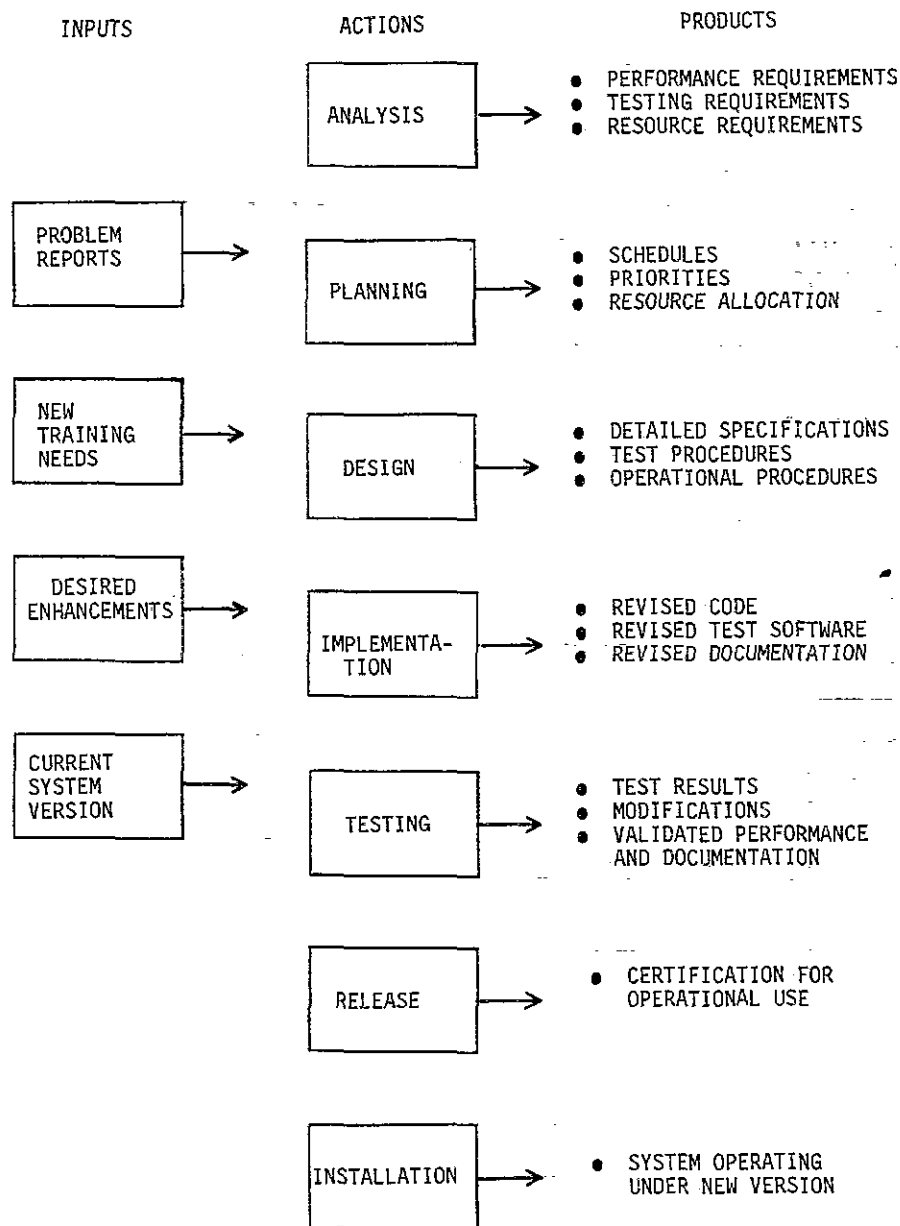 INPUTS
ACTIONS
PRODUCTS
ANALYSIS
● PERFORMANCE REQUIREMENTS
● TESTING REQUIREMENTS
● RESOURCE REQUIREMENTS
PROBLEM
REPORTS
PLANNING
● SCHEDULES
● PRIORITIES
● RESOURCE ALLOCATION
NEW
TRAINING
NEEDS
DESIGN
● DETAILED SPECIFICATIONS
● TEST PROCEDURES
● OPERATIONAL PROCEDURES
DESIRED
ENHANCEMENTS
IMPLEMENTA-
TION
● REVISED CODE
● REVISED TEST SOFTWARE
● REVISED DOCUMENTATION
CURRENT
SYSTEM
VERSION
TESTING
● TEST RESULTS
● MODIFICATIONS
● VALIDATED PERFORMANCE
AND DOCUMENTATION
RELEASE
● CERTIFICATION FOR
OPERATIONAL USE
INSTALLATION
● SYSTEM OPERATING
UNDER NEW VERSION